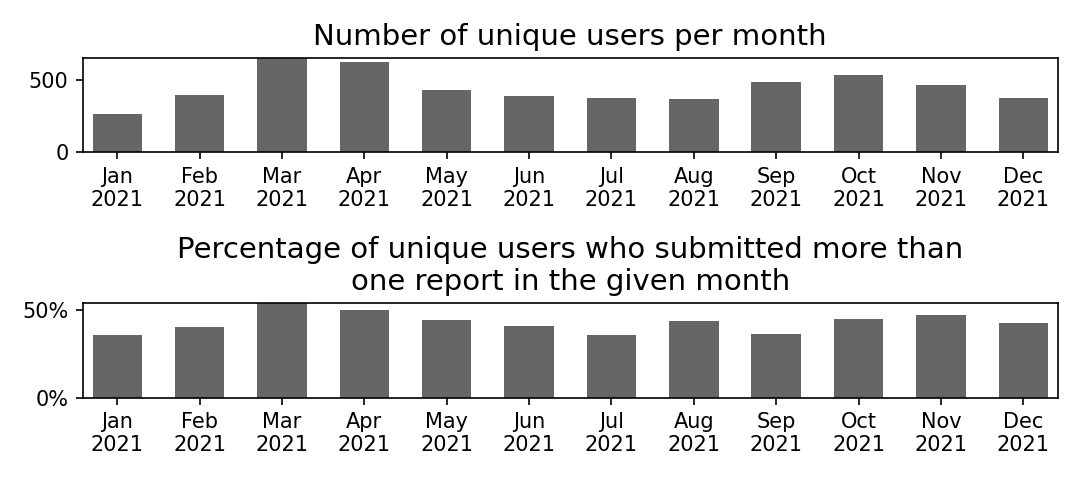 Number of unique users per month
500
0
Jan Feb Mar Apr May Jun Jul Aug Sep Oct Nov Dec
2021 2021 2021 2021 2021 2021 2021 2021 2021 2021 2021 2021
Percentage of unique users who submitted more than
one report in the given month
50%
0%
Jan Feb Mar Apr May Jun Jul Aug Sep Oct Nov Dec
2021 2021 2021 2021 2021 2021 2021 2021 2021 2021 2021 2021